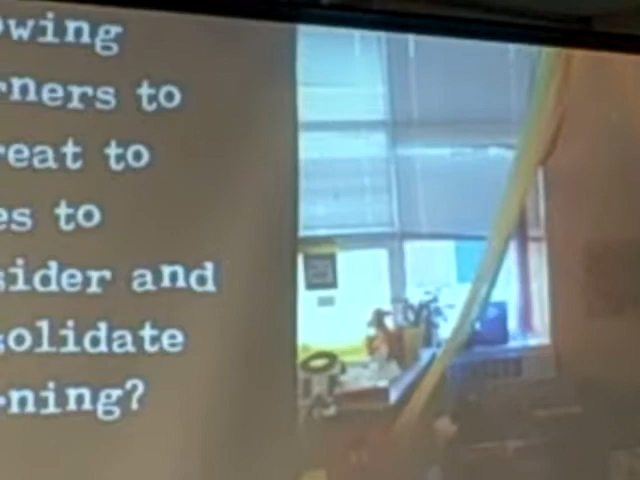 owing
rners to
reat to
es to
sider and
solidate
ning?